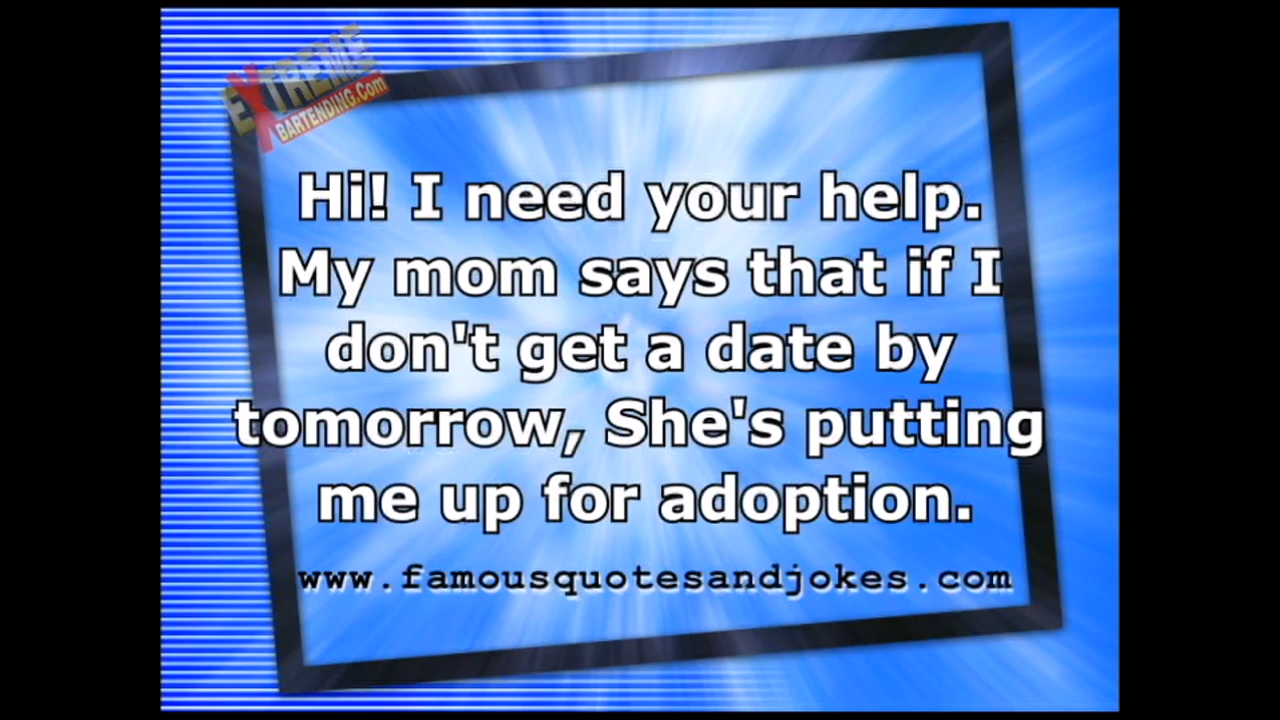 EXTREME
BARTENDING.Com
Hi! I need your help.
My mom says that if I
don't get a date by
tomorrow, She's putting
me up for adoption.
www.famousquotesandjokes.com